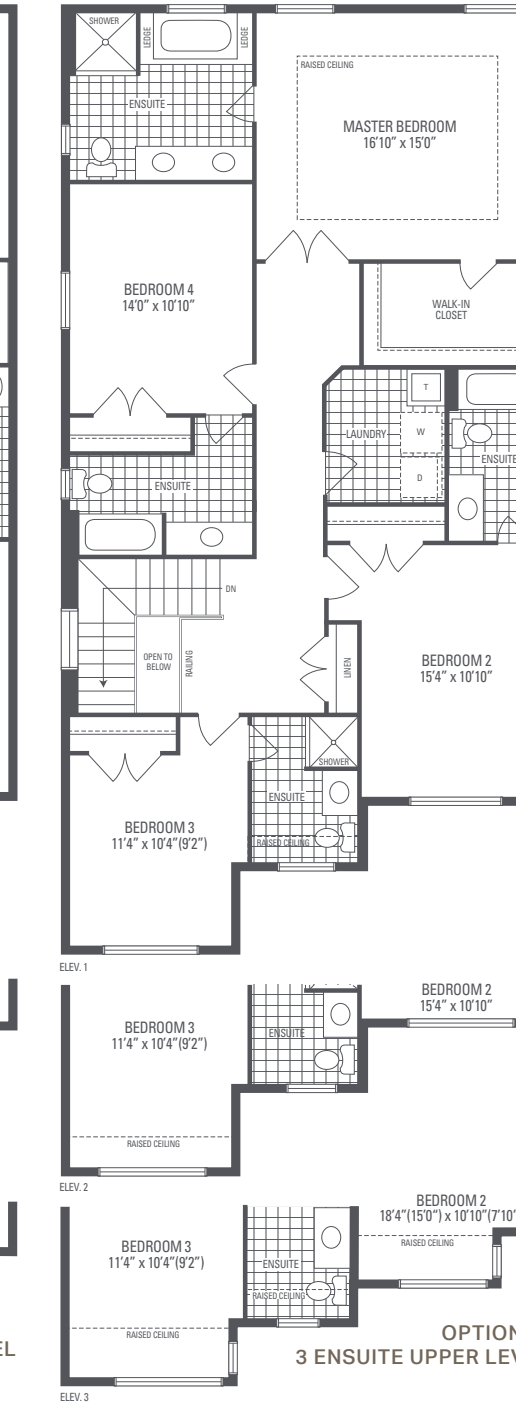 SHOWER
LEDGE
LEDGE
ENSUITE
RAISED CEILING
MASTER BEDROOM
16'10" x 15'0"
BEDROOM 4
14'0" x 10'10"
WALK-IN
CLOSET
T
LAUNDRY
W
D
ENSUITE
ENSUITE
DN
OPEN TO
BELOW
RAILING
LINEN
BEDROOM 2
15'4" x 10'10"
SHOWER
ENSUITE
RAISED CEILING
BEDROOM 3
11'4" x 10'4"(9'2")
ELEV. 1
BEDROOM 2
15'4" x 10'10"
BEDROOM 3
11'4" x 10'4"(9'2")
ENSUITE
RAISED CEILING
ELEV. 2
BEDROOM 2
18'4"(15'0") x 10'10"(7'10"
RAISED CEILING
BEDROOM 3
11'4" x 10'4"(9'2")
ENSUITE
RAISED CEILING
RAISED CEILING
ELEV. 3
EL
OPTION
3 ENSUITE UPPER LEV